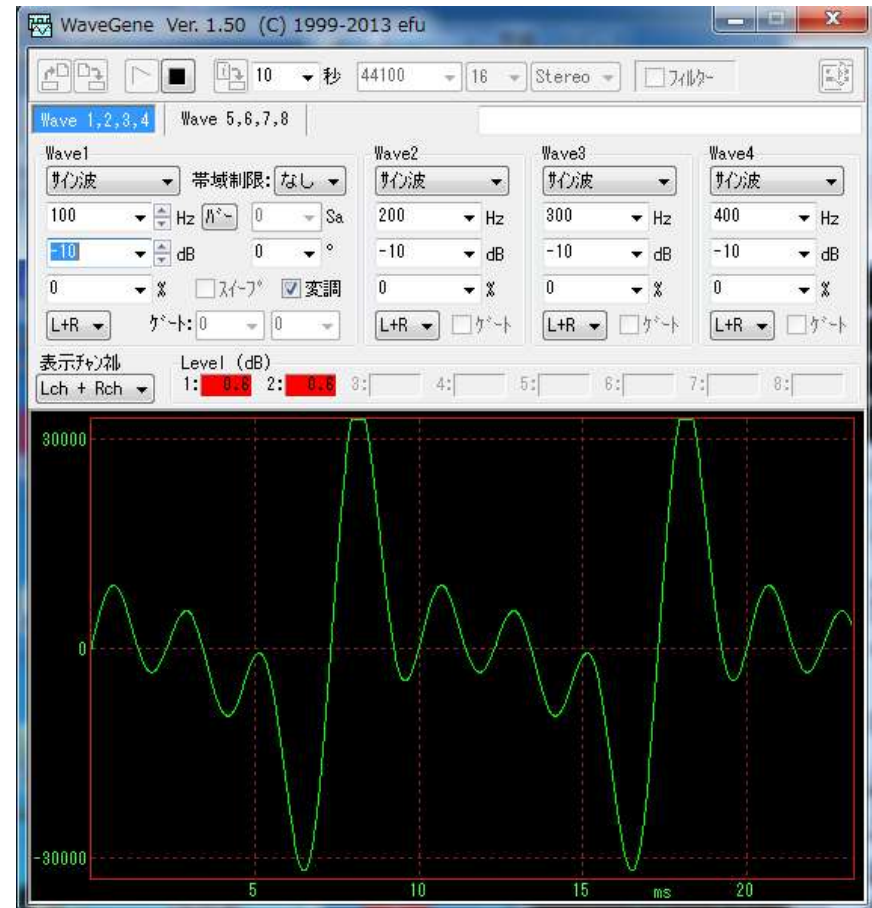 WaveGene Ver. 1.50 (C) 1999-2013 efu
10 秒 44100 16 Stereo フィルター
Wave 1,2,3,4 Wave 5,6,7,8
Wave1 Wave2 Wave3 Wave4
サイン波 帯域制限: なし サイン波 サイン波 サイン波
100 Hz バー 0 Sa 200 Hz 300 Hz 400 Hz
-10 dB 0 ° -10 dB -10 dB -10 dB
0 % スイープ 変調 0 % 0 % 0 %
L+R ゲート: 0 0 L+R ゲート L+R ゲート L+R ゲート
表示チャンネル Level (dB)
Lch + Rch 1: 0.6 2: 0.6 3: 4: 5: 6: 7: 8:
30000
0
-30000
5 10 15 ms 20